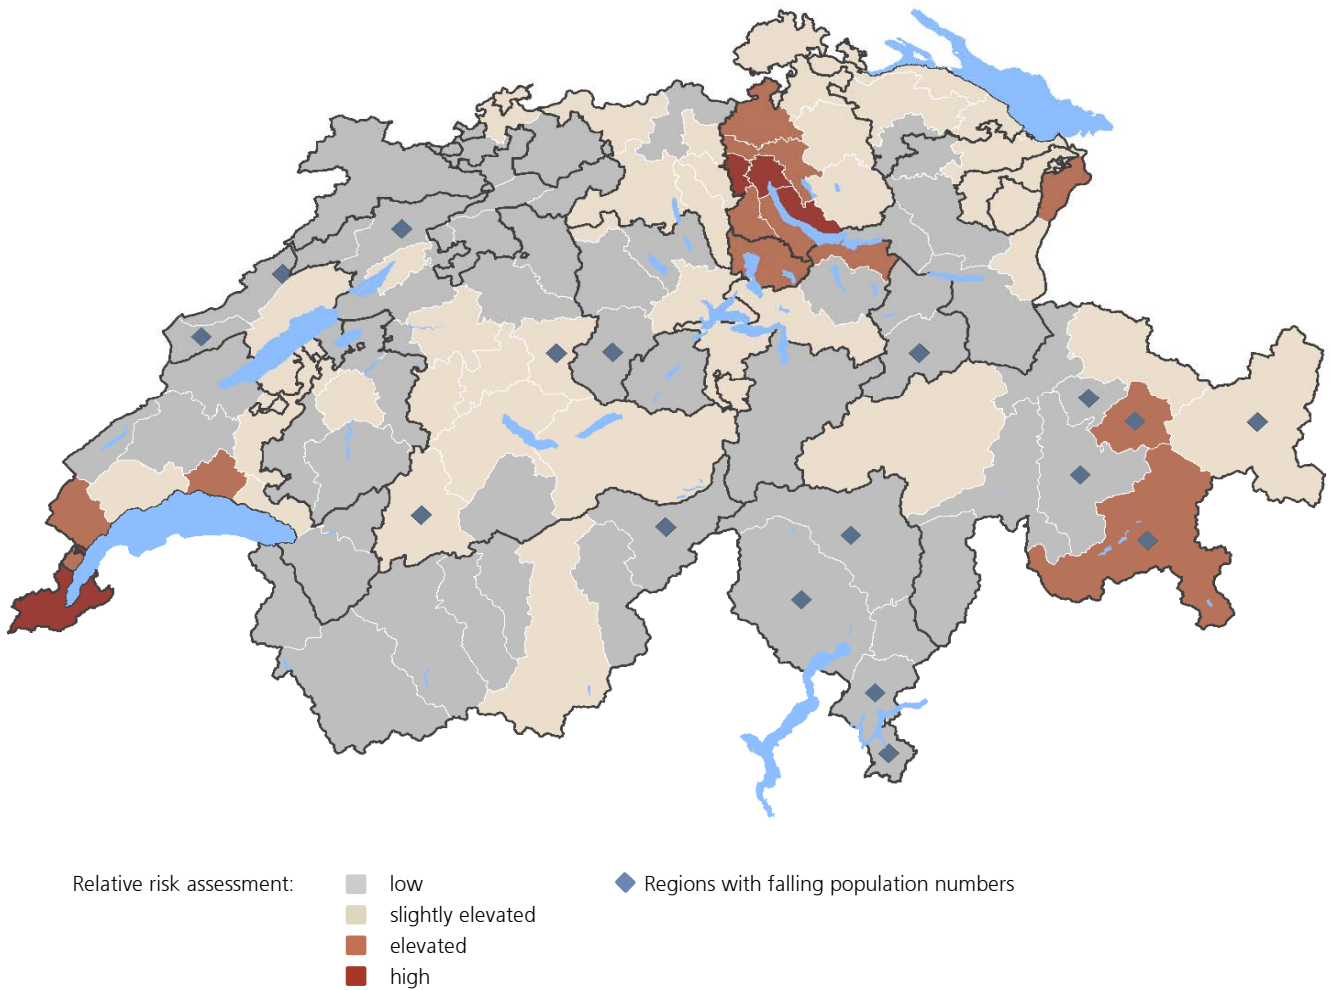 Relative risk assessment:
low
Regions with falling population numbers
slightly elevated
elevated
high